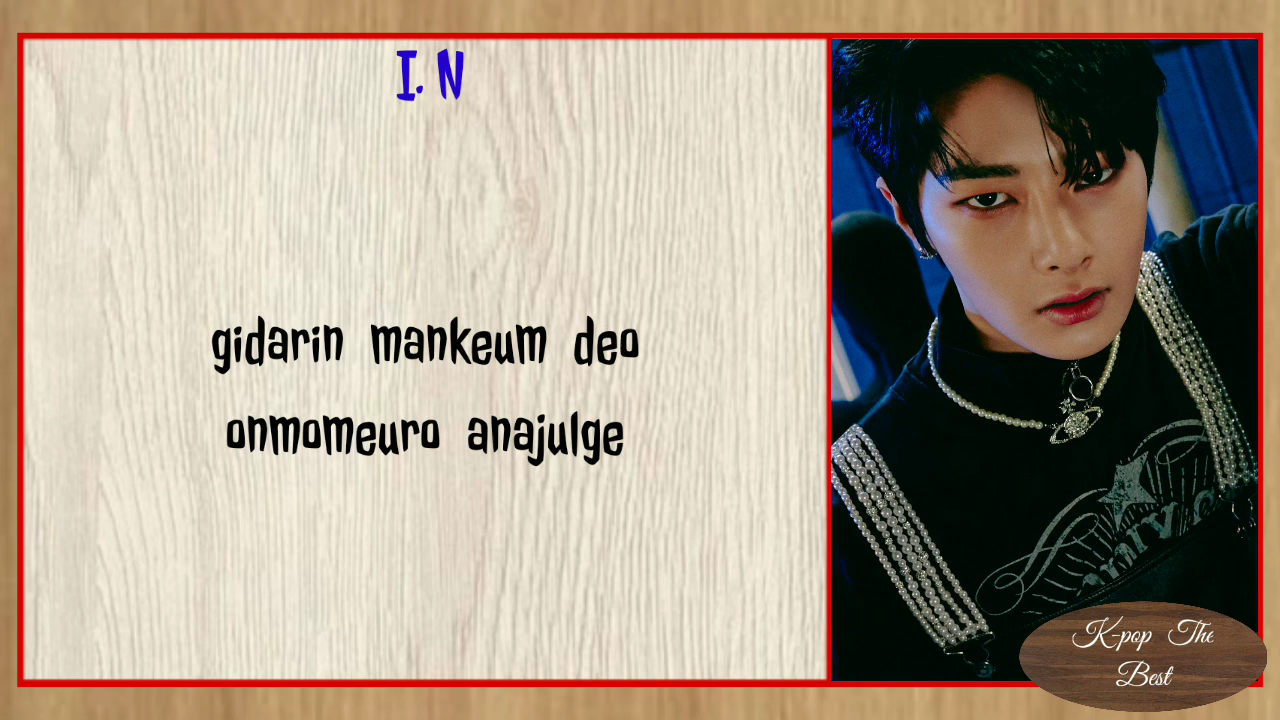 I. N
gidarin mankeum deo
onmomeuro anajulge
K-pop The
Best